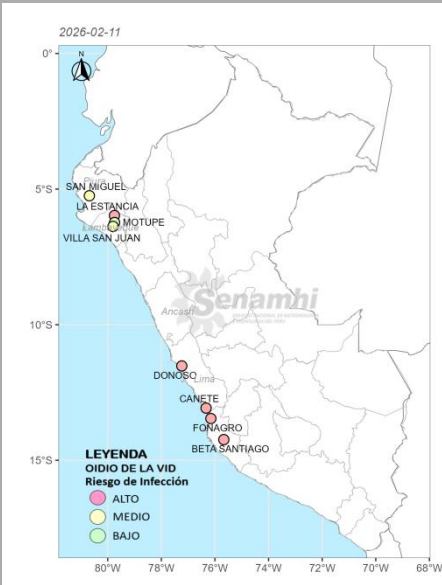 2026-02-11
N
0°
5°S
10°S
15°S
Piura
SAN MIGUEL
LA ESTANCIA
MOTUPE
Lambayeque
VILLA SAN JUAN
Senamhi
Ancash
DONOSO
Lima
CANETE
FONAGRO
BETA SANTIAGO
LEYENDA
OIDIO DE LA VID
Riesgo de Infección
ALTO
MEDIO
BAJO
80°W 78°W 76°W 74°W 72°W 70°W 68°W